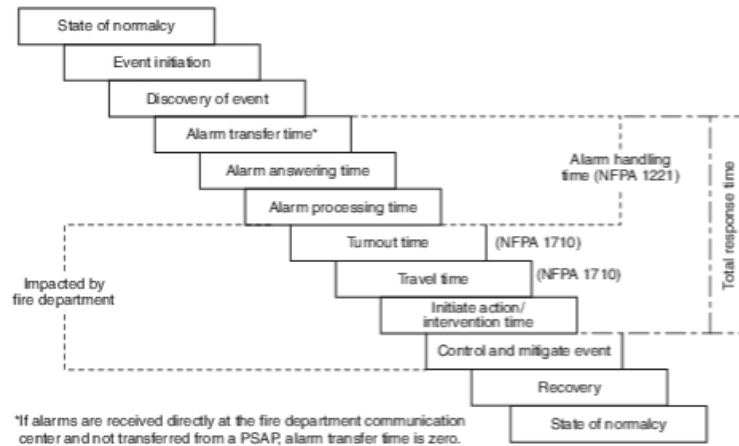 State of normalcy
Event initiation
Discovery of event
Alarm transfer time*
Alarm answering time
Alarm processing time
Alarm handling
time (NFPA 1221)
Turnout time
(NFPA 1710)
Travel time
(NFPA 1710)
Initiate action/
intervention time
Total response time
Impacted by
fire department
Control and mitigate event
Recovery
State of normalcy
*If alarms are received directly at the fire department communication
center and not transferred from a PSAP, alarm transfer time is zero.